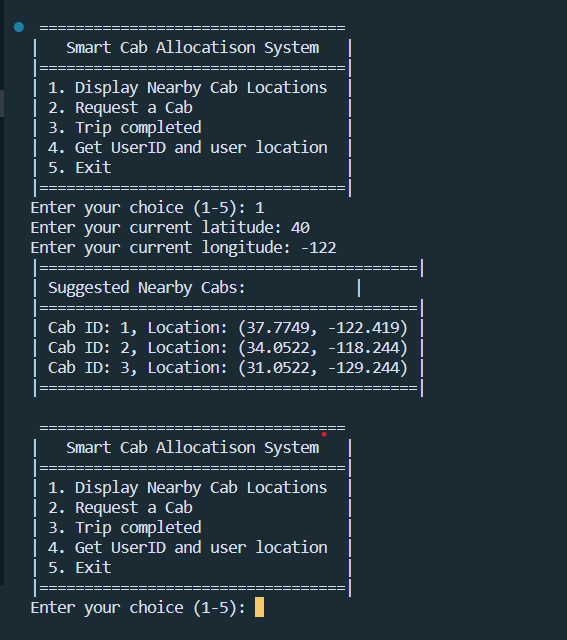 ==================================
|   Smart Cab Allocatison System   |
|==================================|
| 1. Display Nearby Cab Locations  |
| 2. Request a Cab                 |
| 3. Trip completed                |
| 4. Get UserID and user location  |
| 5. Exit                          |
|==================================|
Enter your choice (1-5): 1
Enter your current latitude: 40
Enter your current longitude: -122
|==========================================|
| Suggested Nearby Cabs:            |
|==========================================|
| Cab ID: 1, Location: (37.7749, -122.419) |
| Cab ID: 2, Location: (34.0522, -118.244) |
| Cab ID: 3, Location: (31.0522, -129.244) |
|==========================================|
==================================
|   Smart Cab Allocatison System   |
|==================================|
| 1. Display Nearby Cab Locations  |
| 2. Request a Cab                 |
| 3. Trip completed                |
| 4. Get UserID and user location  |
| 5. Exit                          |
|==================================|
Enter your choice (1-5):